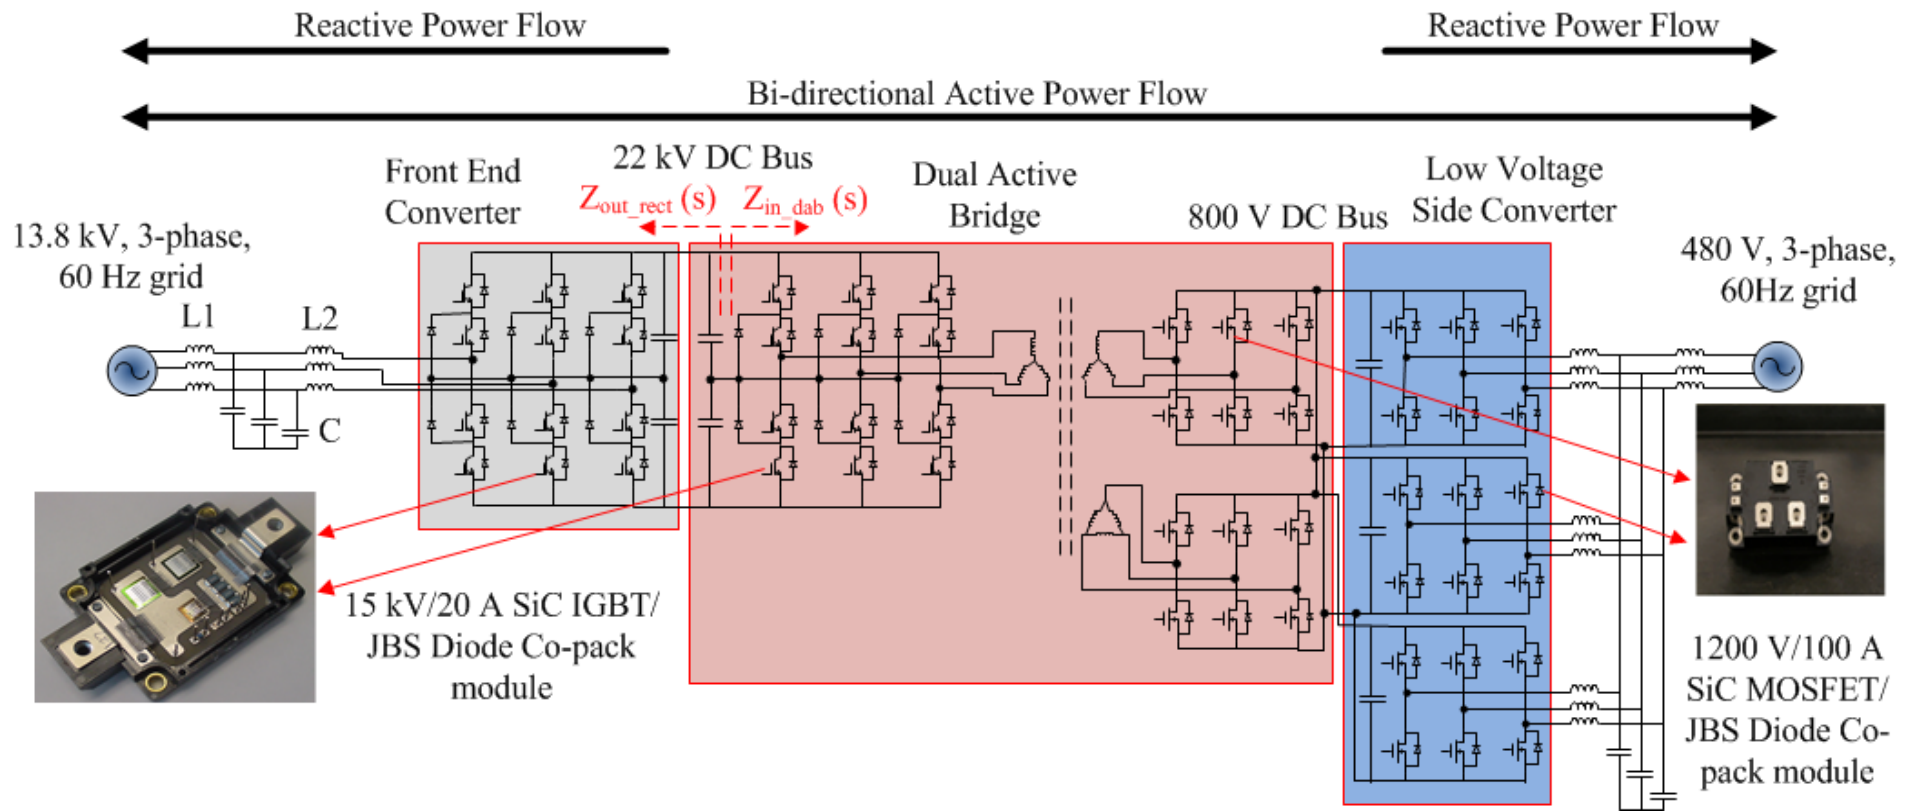 Reactive Power Flow
Reactive Power Flow
Bi-directional Active Power Flow
Front End
Converter
22 kV DC Bus
Z_out_rect (s)
Z_in_dab (s)
Dual Active
Bridge
800 V DC Bus
Low Voltage
Side Converter
13.8 kV, 3-phase,
60 Hz grid
480 V, 3-phase,
60Hz grid
L1
L2
C
15 kV/20 A SiC IGBT/
JBS Diode Co-pack
module
1200 V/100 A
SiC MOSFET/
JBS Diode Co-
pack module